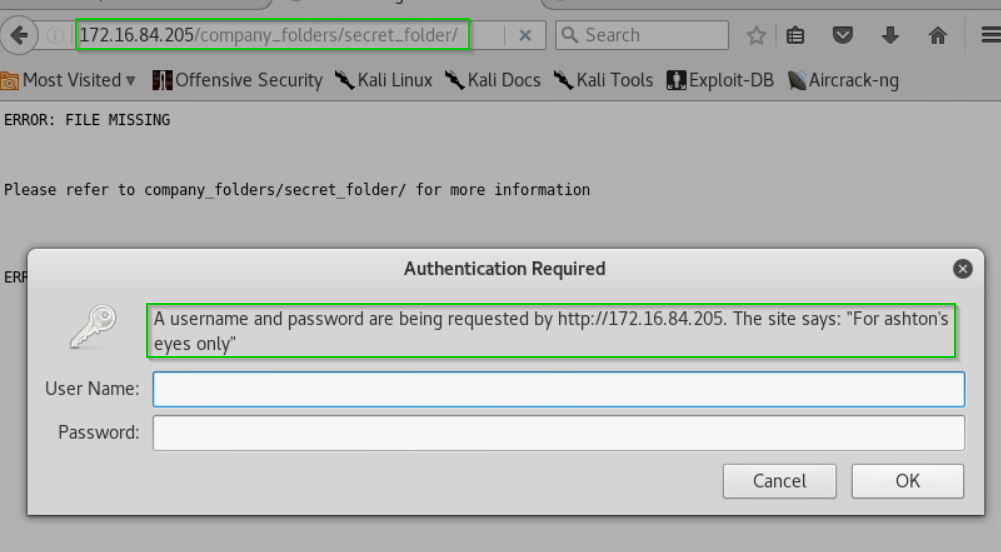 172.16.84.205/company_folders/secret_folder/
Search
Most Visited Offensive Security Kali Linux Kali Docs Kali Tools Exploit-DB Aircrack-ng
ERROR: FILE MISSING
Please refer to company_folders/secret_folder/ for more information
ERR
Authentication Required
A username and password are being requested by http://172.16.84.205. The site says: "For ashton's
eyes only"
User Name:
Password:
Cancel OK